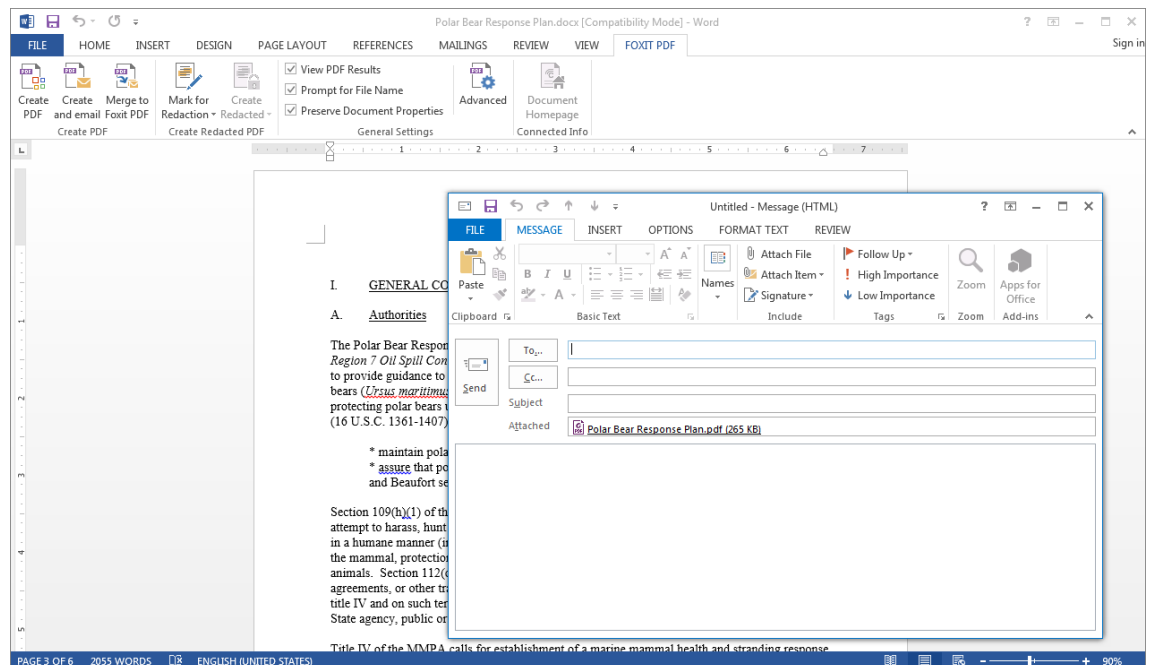 Polar Bear Response Plan.docx [Compatibility Mode] - Word
FILE HOME INSERT DESIGN PAGE LAYOUT REFERENCES MAILINGS REVIEW VIEW FOXIT PDF Sign in
Create PDF
Create and email
Merge to Foxit PDF
Mark for Redaction
Create Redacted
View PDF Results
Prompt for File Name
Preserve Document Properties
Advanced
Document Homepage
Create PDF Create Redacted PDF General Settings Connected Info
1 2 3 4 5 6 7
Untitled - Message (HTML)
FILE MESSAGE INSERT OPTIONS FORMAT TEXT REVIEW
Paste
B I U
Names
Attach File
Attach Item
Signature
Follow Up
High Importance
Low Importance
Zoom
Apps for Office
Clipboard Basic Text Include Tags Zoom Add-ins
Send
To...
Cc...
Subject
Attached Polar Bear Response Plan.pdf (265 KB)
I. GENERAL CO
A. Authorities
The Polar Bear Respon
Region 7 Oil Spill Con
to provide guidance to
bears (Ursus maritimus
protecting polar bears u
(16 U.S.C. 1361-1407)
* maintain pola
* assure that po
and Beaufort se
Section 109(h)(1) of th
attempt to harass, hunt
in a humane manner (i
the mammal, protection
animals. Section 112(c
agreements, or other tr
title IV and on such ter
State agency, public or
Title IV of the MMPA calls for establishment of a marine mammal health and stranding response
PAGE 3 OF 6 2055 WORDS ENGLISH (UNITED STATES) 90%